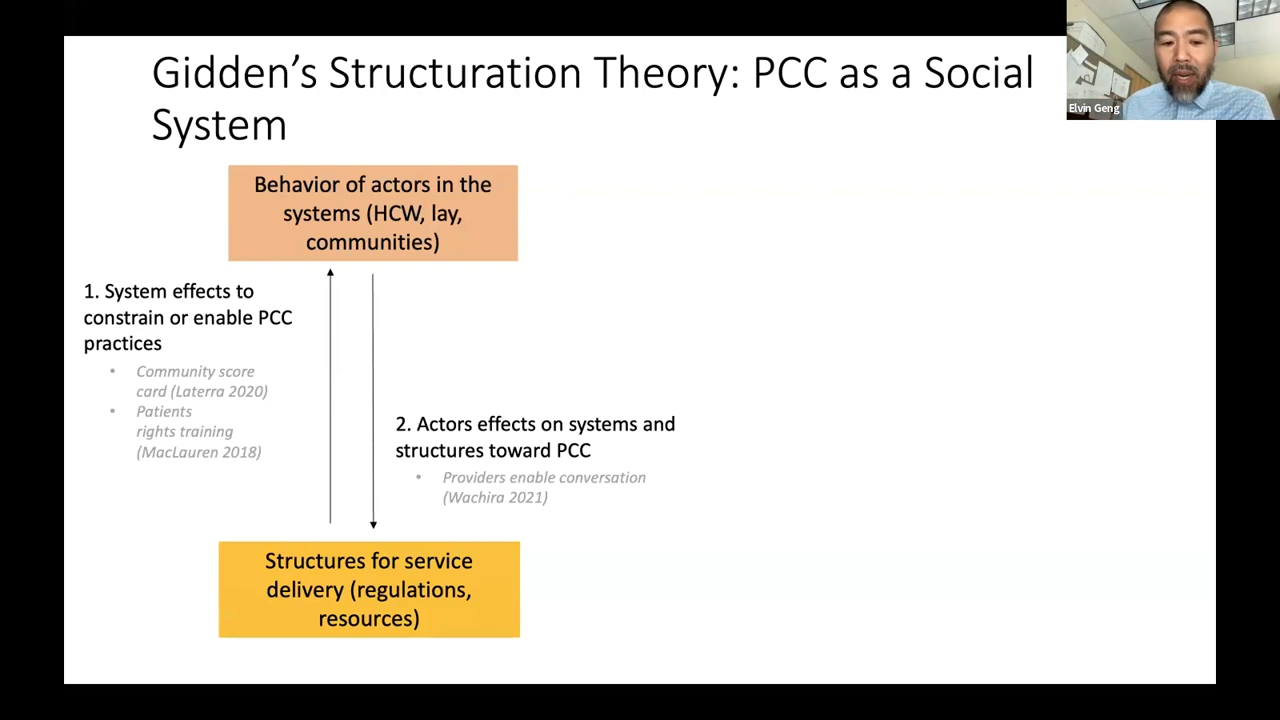 Gidden’s Structuration Theory: PCC as a Social
System
Elvin Geng
Behavior of actors in the
systems (HCW, lay,
communities)
1. System effects to
constrain or enable PCC
practices
• Community score
card (Laterra 2020)
• Patients
rights training
(MacLauren 2018)
2. Actors effects on systems and
structures toward PCC
• Providers enable conversation
(Wachira 2021)
Structures for service
delivery (regulations,
resources)